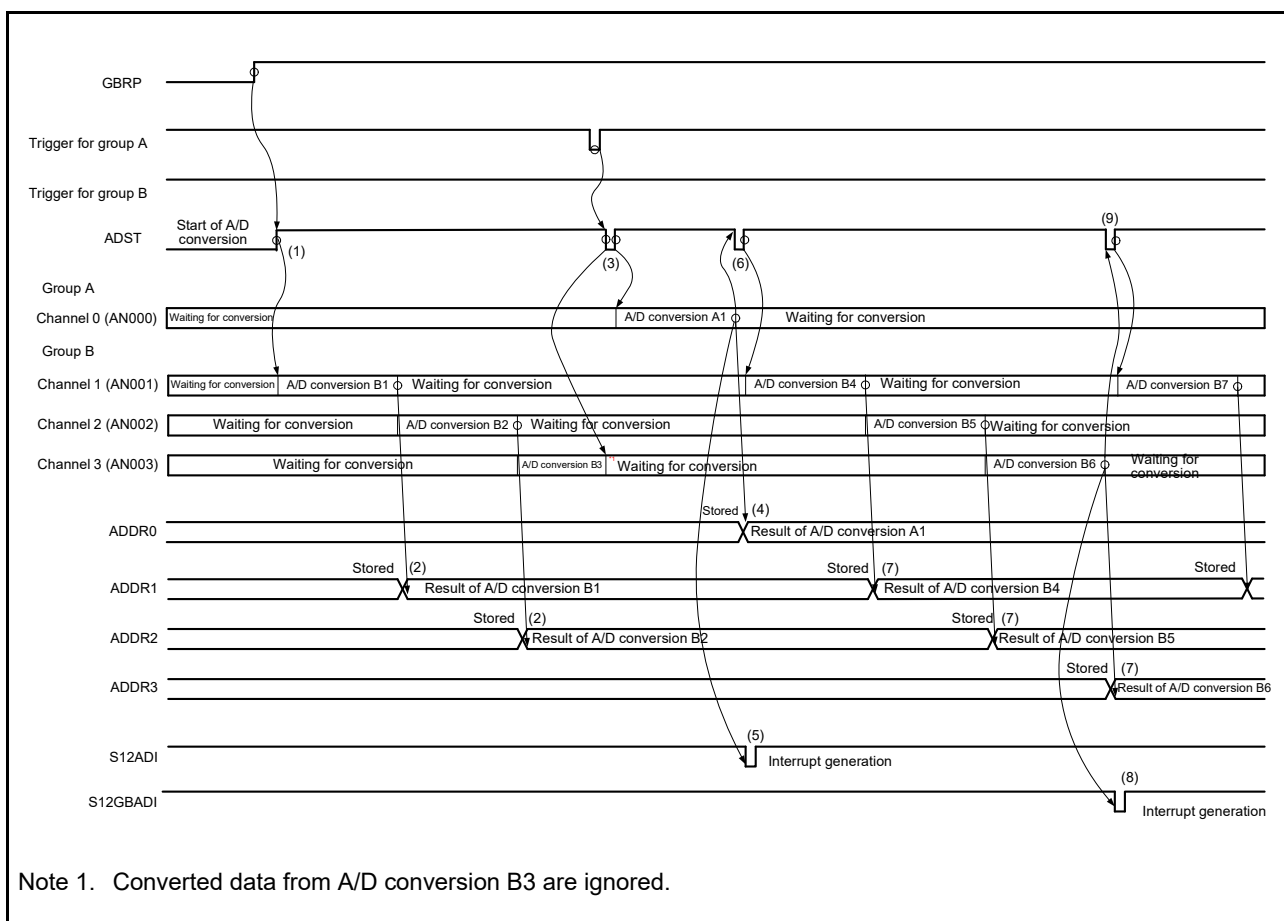 GBRP
Trigger for group A
Trigger for group B
Start of A/D
conversion
ADST
(1)
(3)
(6)
(9)
Group A
Channel 0 (AN000)
Waiting for conversion
A/D conversion A1
Waiting for conversion
Group B
Channel 1 (AN001)
Waiting for conversion
A/D conversion B1
Waiting for conversion
A/D conversion B4
Waiting for conversion
A/D conversion B7
Channel 2 (AN002)
Waiting for conversion
A/D conversion B2
Waiting for conversion
A/D conversion B5
Waiting for conversion
Channel 3 (AN003)
Waiting for conversion
A/D conversion B3
*1
Waiting for conversion
A/D conversion B6
Waiting for
conversion
Stored (4)
ADDR0
Result of A/D conversion A1
Stored (2)
Stored (7)
Stored
ADDR1
Result of A/D conversion B1
Result of A/D conversion B4
Stored (2)
Stored (7)
ADDR2
Result of A/D conversion B2
Result of A/D conversion B5
Stored (7)
ADDR3
Result of A/D conversion B6
(5)
S12ADI
Interrupt generation
(8)
S12GBADI
Interrupt generation
Note 1. Converted data from A/D conversion B3 are ignored.